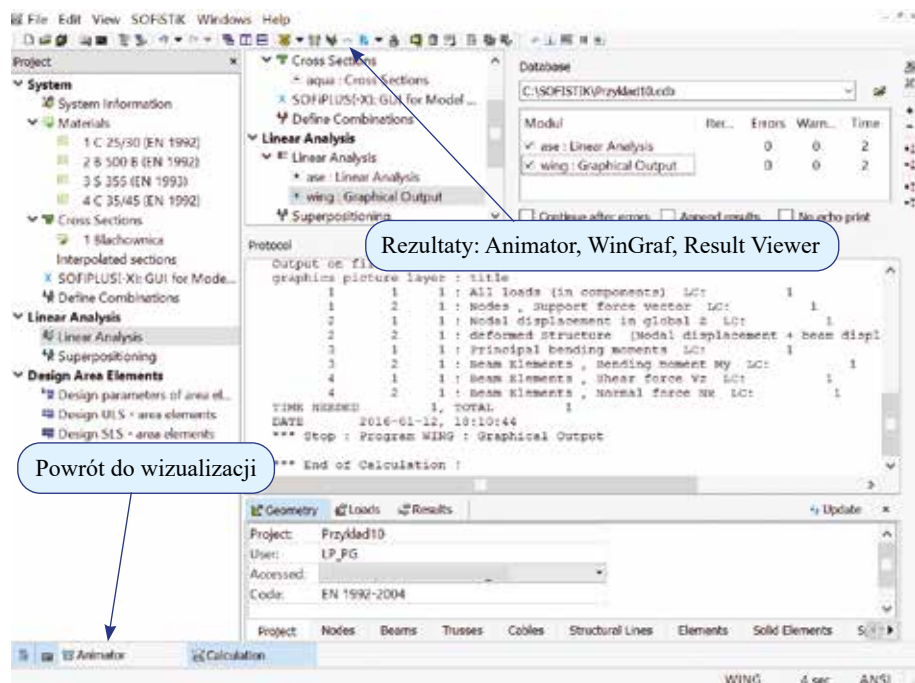 File Edit View SOFiSTiK Windows Help
Project
System
System Information
Materials
1 C 25/30 (EN 1992)
2 B 500 B (EN 1992)
3 S 355 (EN 1993)
4 C 35/45 (EN 1992)
Cross Sections
1 Blachownica
Interpolated sections
SOFiPLUS(-X): GUI for Mode...
Define Combinations
Linear Analysis
Linear Analysis
Superpositioning
Design Area Elements
Design parameters of area el...
Design ULS - area elements
Design SLS - area elements
Cross Sections
aqua : Cross Sections
SOFiPLUS(-X): GUI for Model ...
Define Combinations
Linear Analysis
Linear Analysis
ase : Linear Analysis
wing : Graphical Output
Superpositioning
Database
C:\SOFISTIK\Przyklad10.cdb
Modul Iter... Errors Warn... Time
ase : Linear Analysis 0 0 2
wing : Graphical Output 0 0 2
Continue after errors Append results No echo print
Rezultaty: Animator, WinGraf, Result Viewer
Protocol
Output on
graphics picture layer : title
1 1 1 : All loads (in components) LC: 1
1 2 1 : Nodes , Support force vector LC: 1
2 1 1 : Nodal displacement in global Z LC: 1
2 2 1 : deformed Structure (Nodal displacement + beam displ
3 1 1 : Principal bending moments LC: 1
3 2 1 : Beam Elements , Bending moment My LC: 1
4 1 1 : Beam Elements , Shear force Vz LC: 1
4 2 1 : Beam Elements , Normal force Nx LC: 1
TIME NEEDED 1, TOTAL 1
DATE 2016-01-12, 18:10:44
*** Stop : Program WING : Graphical Output
*** End of Calculation !
Powrót do wizualizacji
Geometry Loads Results Update
Project: Przyklad10
User: LP_PG
Accessed:
Code: EN 1992-2004
Project Nodes Beams Trusses Cables Structural Lines Elements Solid Elements
Animator Calculation
WING 4 sec ANSI